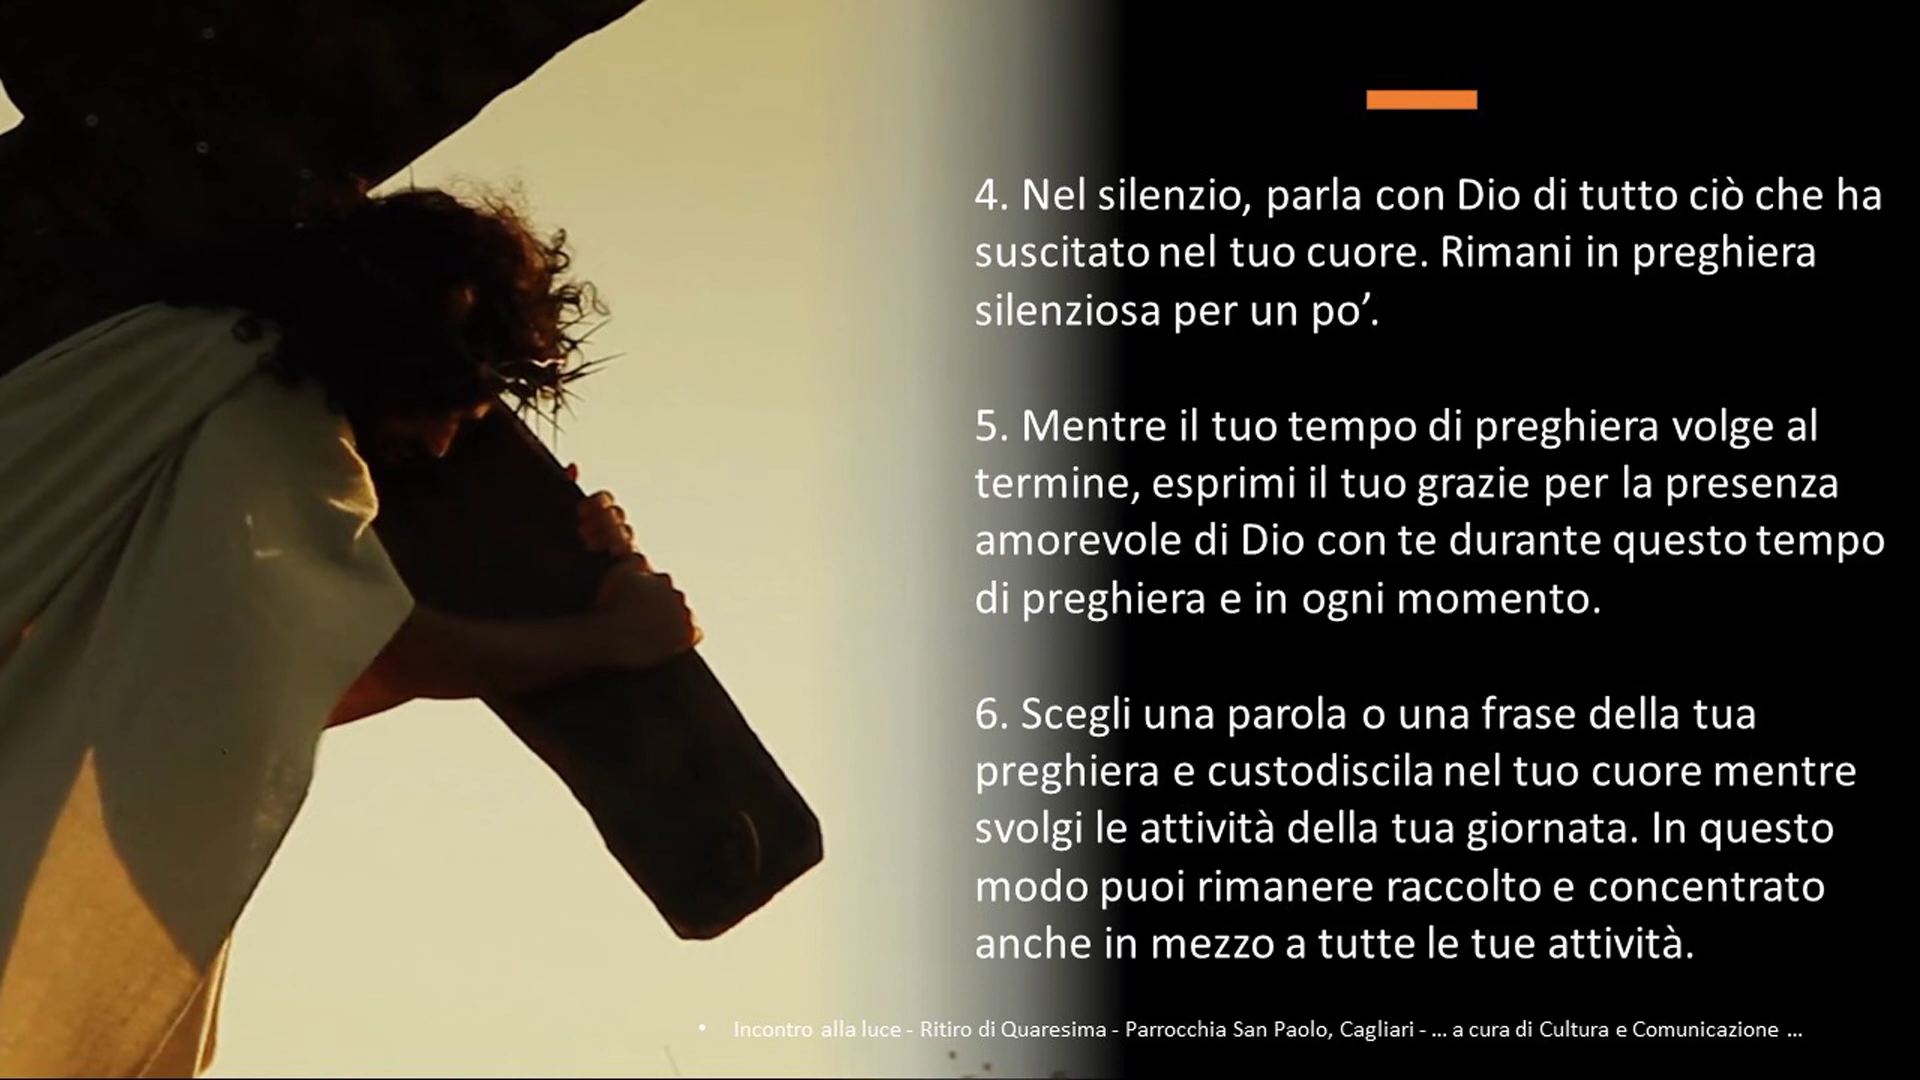 4. Nel silenzio, parla con Dio di tutto ciò che ha
suscitato nel tuo cuore. Rimani in preghiera
silenziosa per un po’.
5. Mentre il tuo tempo di preghiera volge al
termine, esprimi il tuo grazie per la presenza
amorevole di Dio con te durante questo tempo
di preghiera e in ogni momento.
6. Scegli una parola o una frase della tua
preghiera e custodiscila nel tuo cuore mentre
svolgi le attività della tua giornata. In questo
modo puoi rimanere raccolto e concentrato
anche in mezzo a tutte le tue attività.
• Incontro alla luce - Ritiro di Quaresima - Parrocchia San Paolo, Cagliari - ... a cura di Cultura e Comunicazione ...